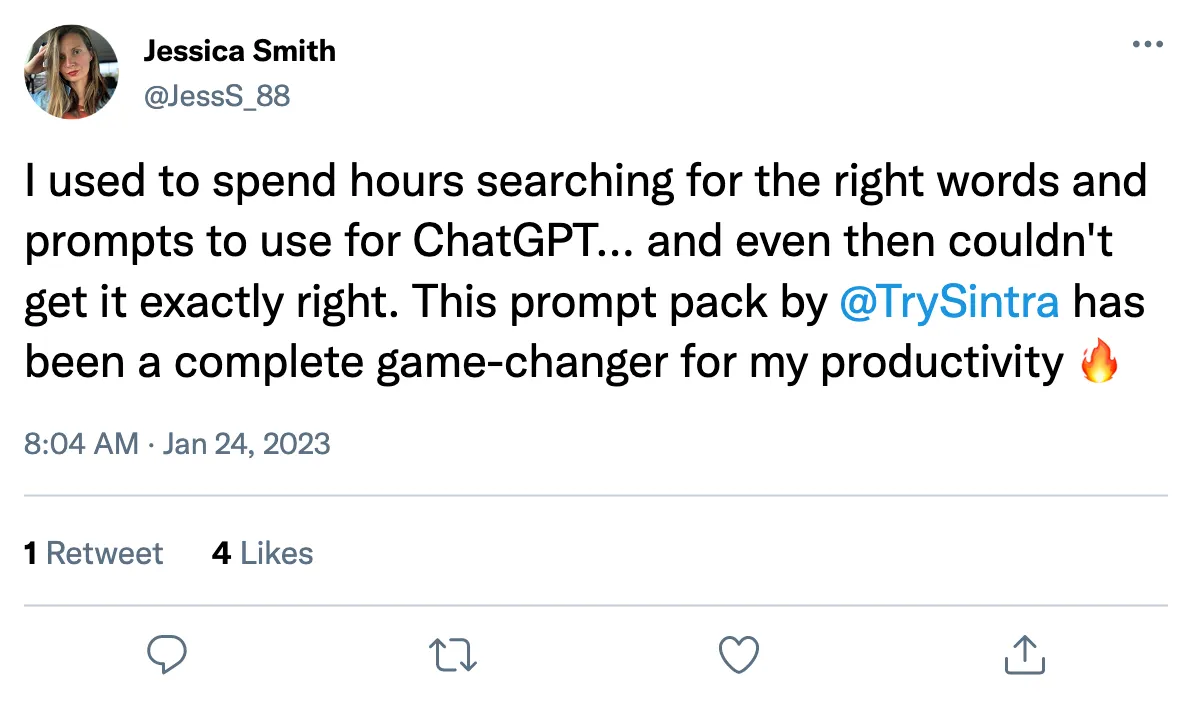 Jessica Smith
@JessS_88
I used to spend hours searching for the right words and
prompts to use for ChatGPT... and even then couldn't
get it exactly right. This prompt pack by @TrySintra has
been a complete game-changer for my productivity 🔥
8:04 AM · Jan 24, 2023
1 Retweet 4 Likes